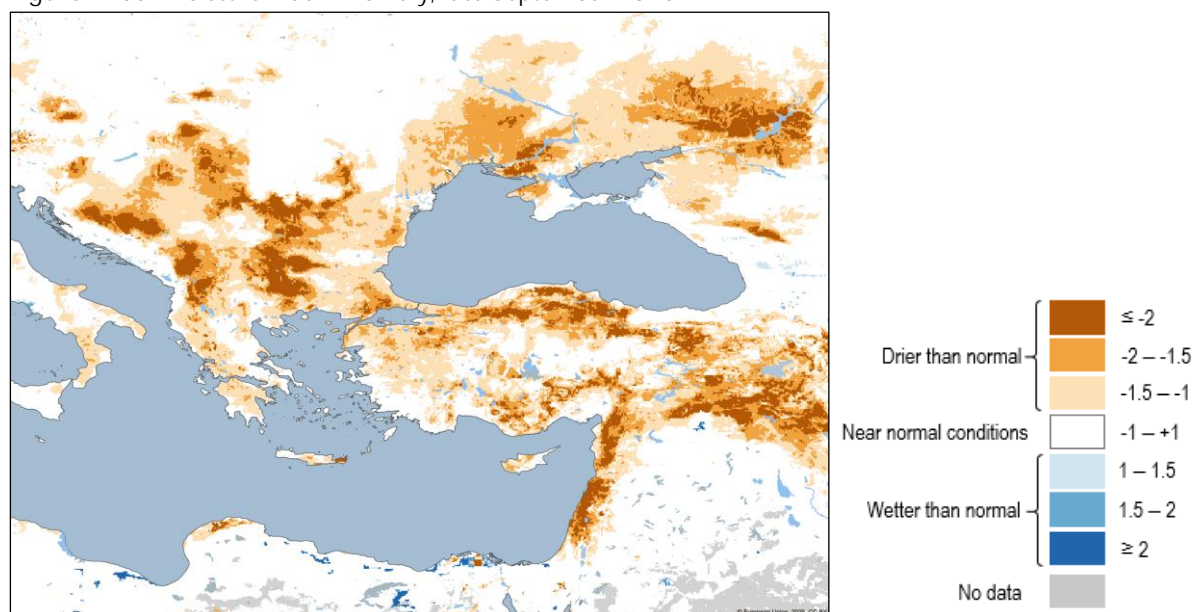 ≤ -2
Drier than normal
-2 – -1.5
-1.5 – -1
Near normal conditions
-1 – +1
1 – 1.5
Wetter than normal
1.5 – 2
≥ 2
No data